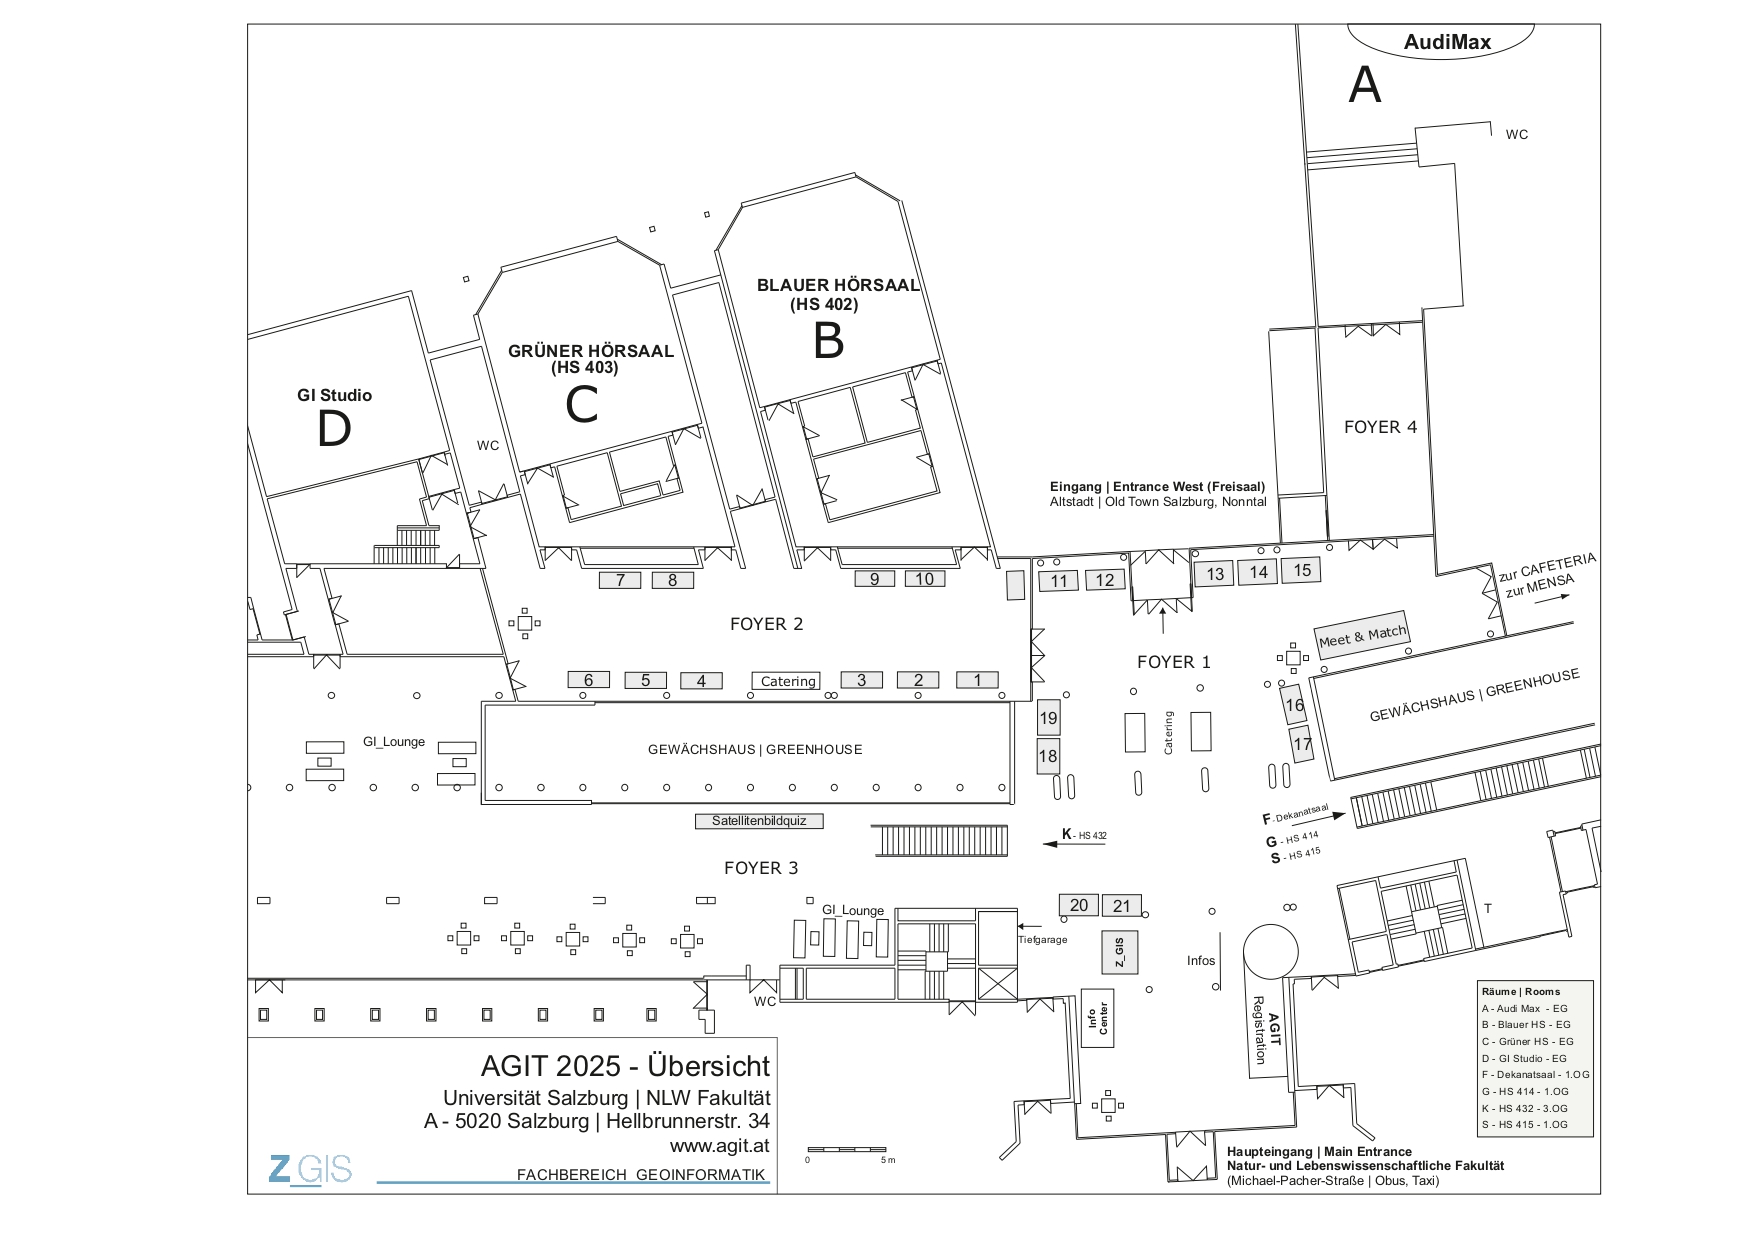 AudiMax
A
WC
BLAUER HÖRSAAL
(HS 402)
B
GRÜNER HÖRSAAL
(HS 403)
C
GI Studio
D
WC
FOYER 4
Eingang | Entrance West (Freisaal)
Altstadt | Old Town Salzburg, Nonntal
zur CAFETERIA
zur MENSA
7
8
9
10
11
12
13
14
15
FOYER 2
FOYER 1
Meet & Match
6
5
4
Catering
3
2
1
GEWÄCHSHAUS | GREENHOUSE
16
17
19
18
Catering
GI_Lounge
GEWÄCHSHAUS | GREENHOUSE
Satellitenbildquiz
F - Dekanatsaal
G - HS 414
S - HS 415
K - HS 432
FOYER 3
GI_Lounge
20
21
T
Tiefgarage
Z_GIS
Infos
WC
Info
Center
AGIT
Registration
Räume | Rooms
A - Audi Max - EG
B - Blauer HS - EG
C - Grüner HS - EG
D - GI Studio - EG
F - Dekanatsaal - 1.OG
G - HS 414 - 1.OG
K - HS 432 - 3.OG
S - HS 415 - 1.OG
AGIT 2025 - Übersicht
Universität Salzburg | NLW Fakultät
A - 5020 Salzburg | Hellbrunnerstr. 34
www.agit.at
Z_GIS
FACHBEREICH GEOINFORMATIK
0 5 m
Haupteingang | Main Entrance
Natur- und Lebenswissenschaftliche Fakultät
(Michael-Pacher-Straße | Obus, Taxi)